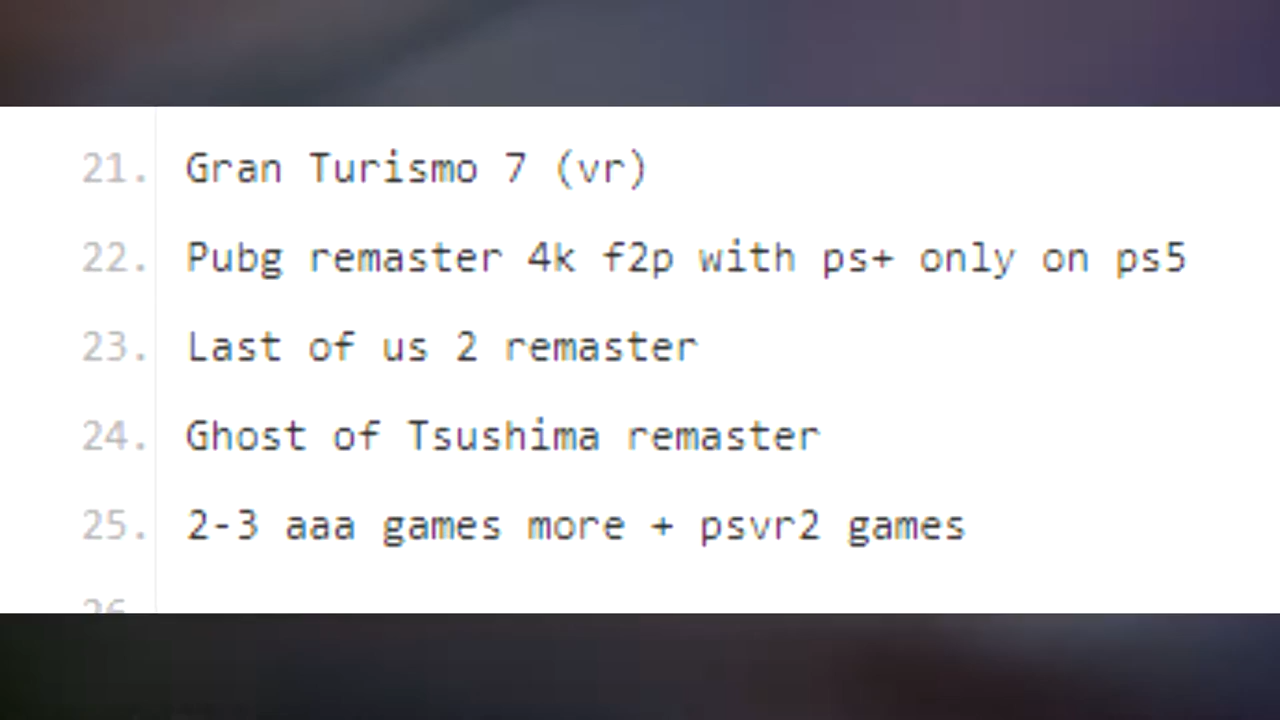 21. Gran Turismo 7 (vr)
22. Pubg remaster 4k f2p with ps+ only on ps5
23. Last of us 2 remaster
24. Ghost of Tsushima remaster
25. 2-3 aaa games more + psvr2 games